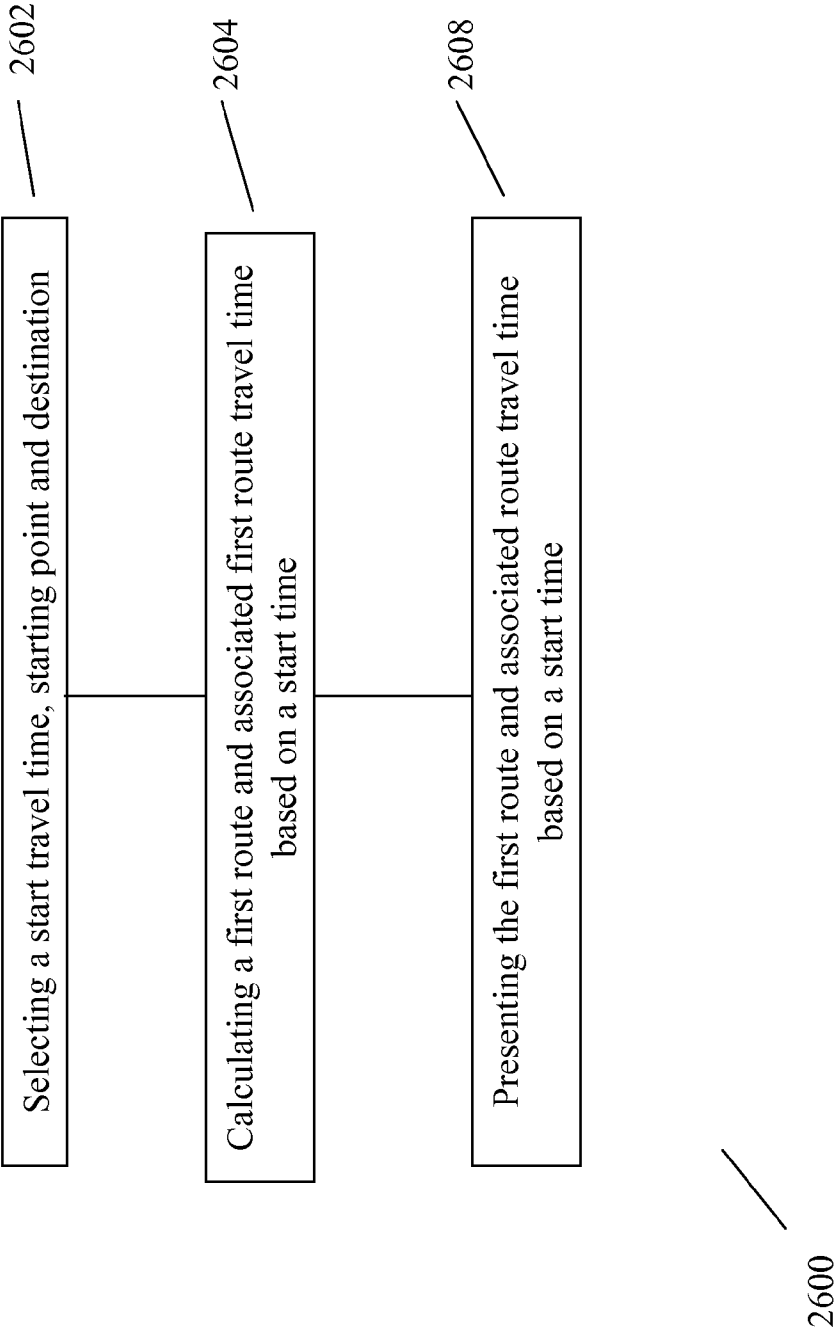 2602
Selecting a start travel time, starting point and destination
2604
Calculating a first route and associated first route travel time
based on a start time
2608
Presenting the first route and associated route travel time
based on a start time
2600